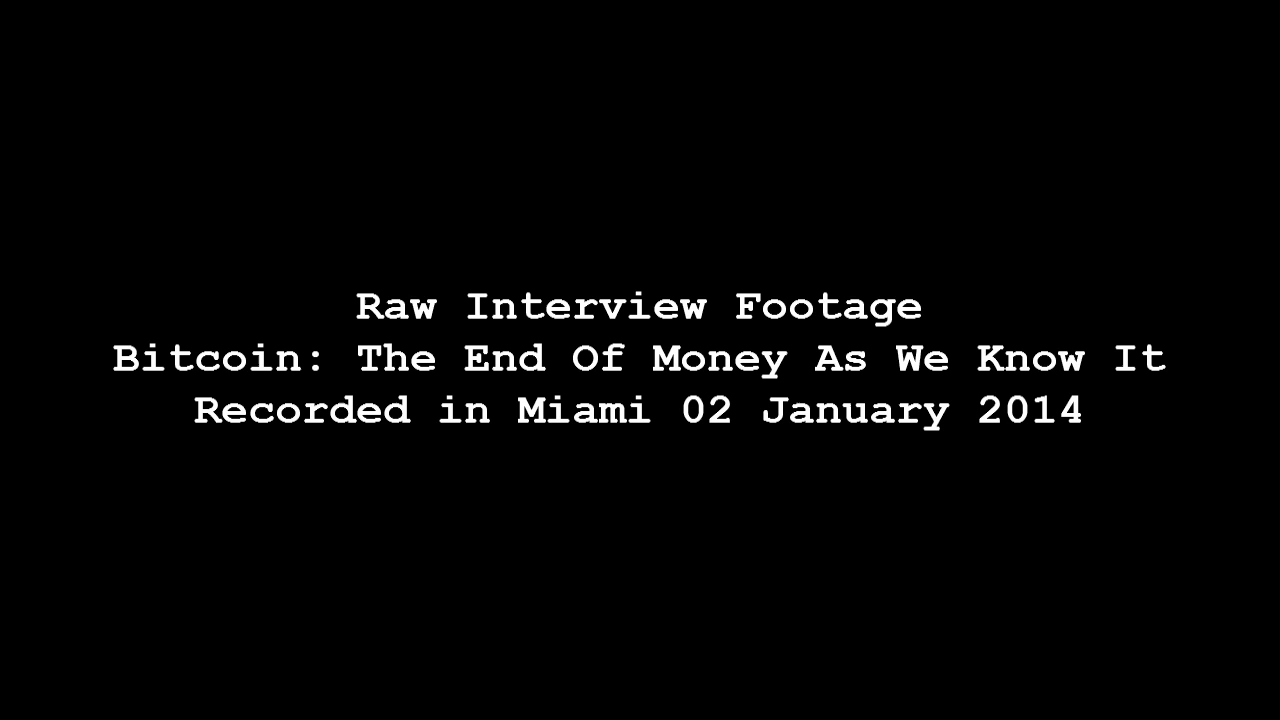 Raw Interview Footage
Bitcoin: The End Of Money As We Know It
Recorded in Miami 02 January 2014